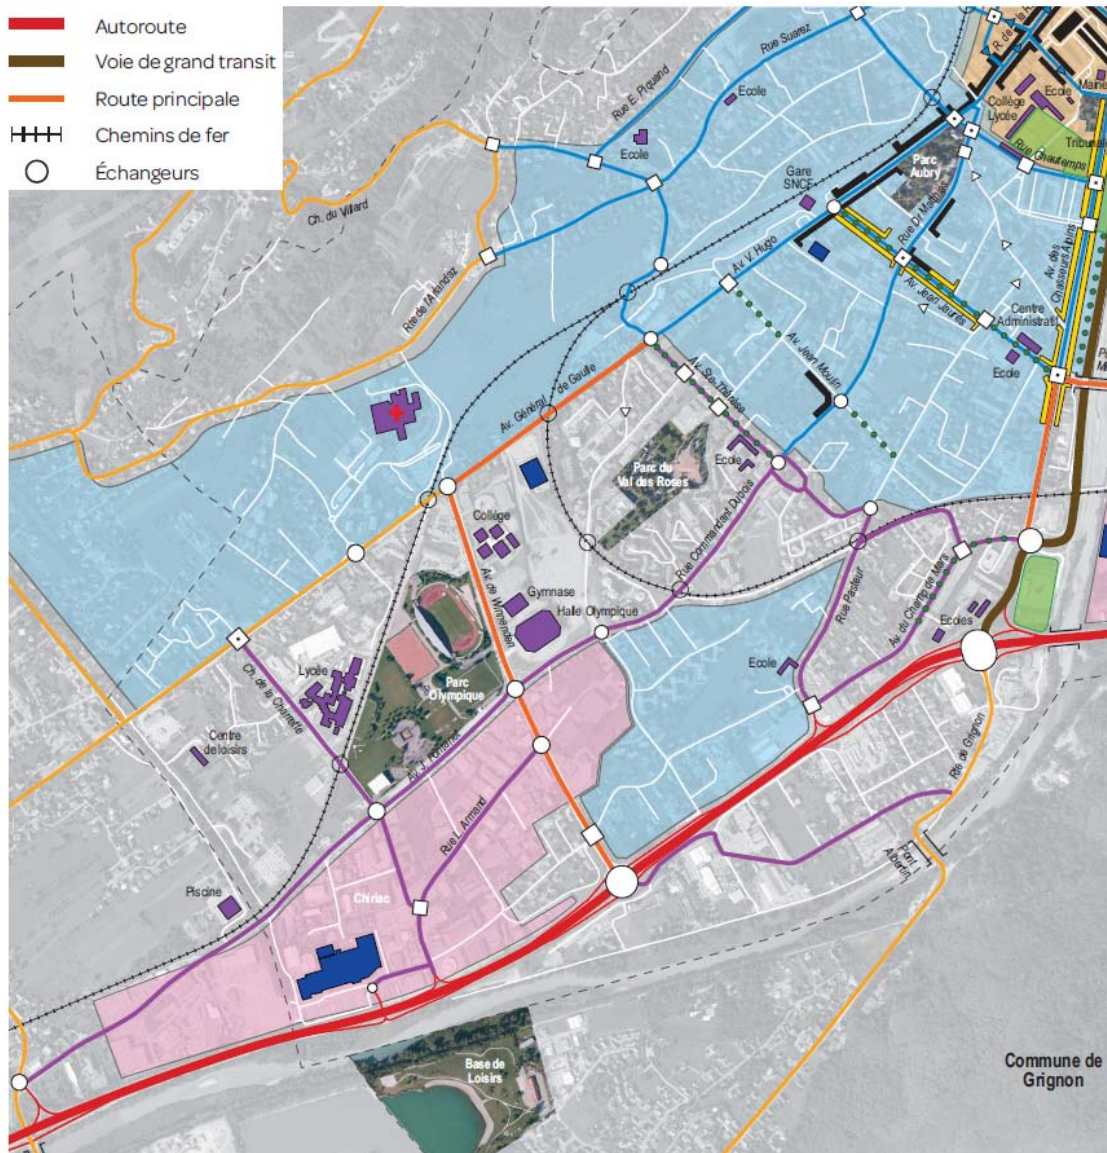 Autoroute
Voie de grand transit
Route principale
Chemins de fer
Échangeurs
Rue Suarez
Rue E. Piquand
Ecole
Ecole
Ecole
Mairie
Collège
Lycée
Tribunal
Rue Chautemps
Parc
Aubry
Gare
SNCF
Ch. du Villard
Rue Dr Mathias
Av. V. Hugo
Av. des
Chasseurs Alpins
Rte de l'Arlandaz
Av. Jean Jaurès
Centre
Administratif
Ecole
Av. Jean Moulin
Av. Général de Gaulle
Av. Ste-Thérèse
Ecole
Parc du
Val des Roses
Collège
Rue Commandant Dubois
Av. de Winnenden
Gymnase
Halle Olympique
Rue Pasteur
Av. du Champ de Mars
Ecoles
Ecole
Lycée
Parc
Olympique
Ch. de la Charrette
Centre
de loisirs
Rte de Grignon
Rue L. Armand
Pont
Albertin
Piscine
Chiriac
Base de
Loisirs
Commune de
Grignon